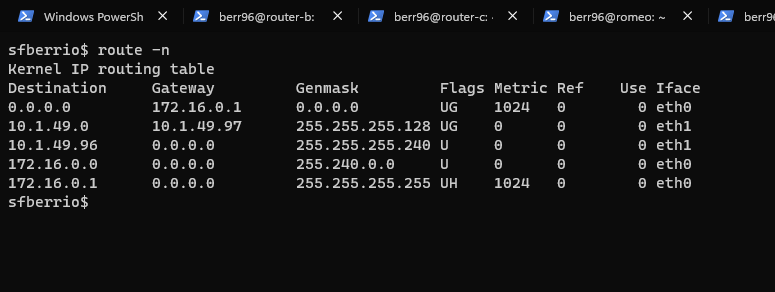 Windows PowerSh
berr96@router-b:
berr96@router-c: ·
berr96@romeo: ~
berr9
sfberrio$ route -n
Kernel IP routing table
Destination Gateway Genmask Flags Metric Ref Use Iface
0.0.0.0 172.16.0.1 0.0.0.0 UG 1024 0 0 eth0
10.1.49.0 10.1.49.97 255.255.255.128 UG 0 0 0 eth1
10.1.49.96 0.0.0.0 255.255.255.240 U 0 0 0 eth1
172.16.0.0 0.0.0.0 255.240.0.0 U 0 0 0 eth0
172.16.0.1 0.0.0.0 255.255.255.255 UH 1024 0 0 eth0
sfberrio$